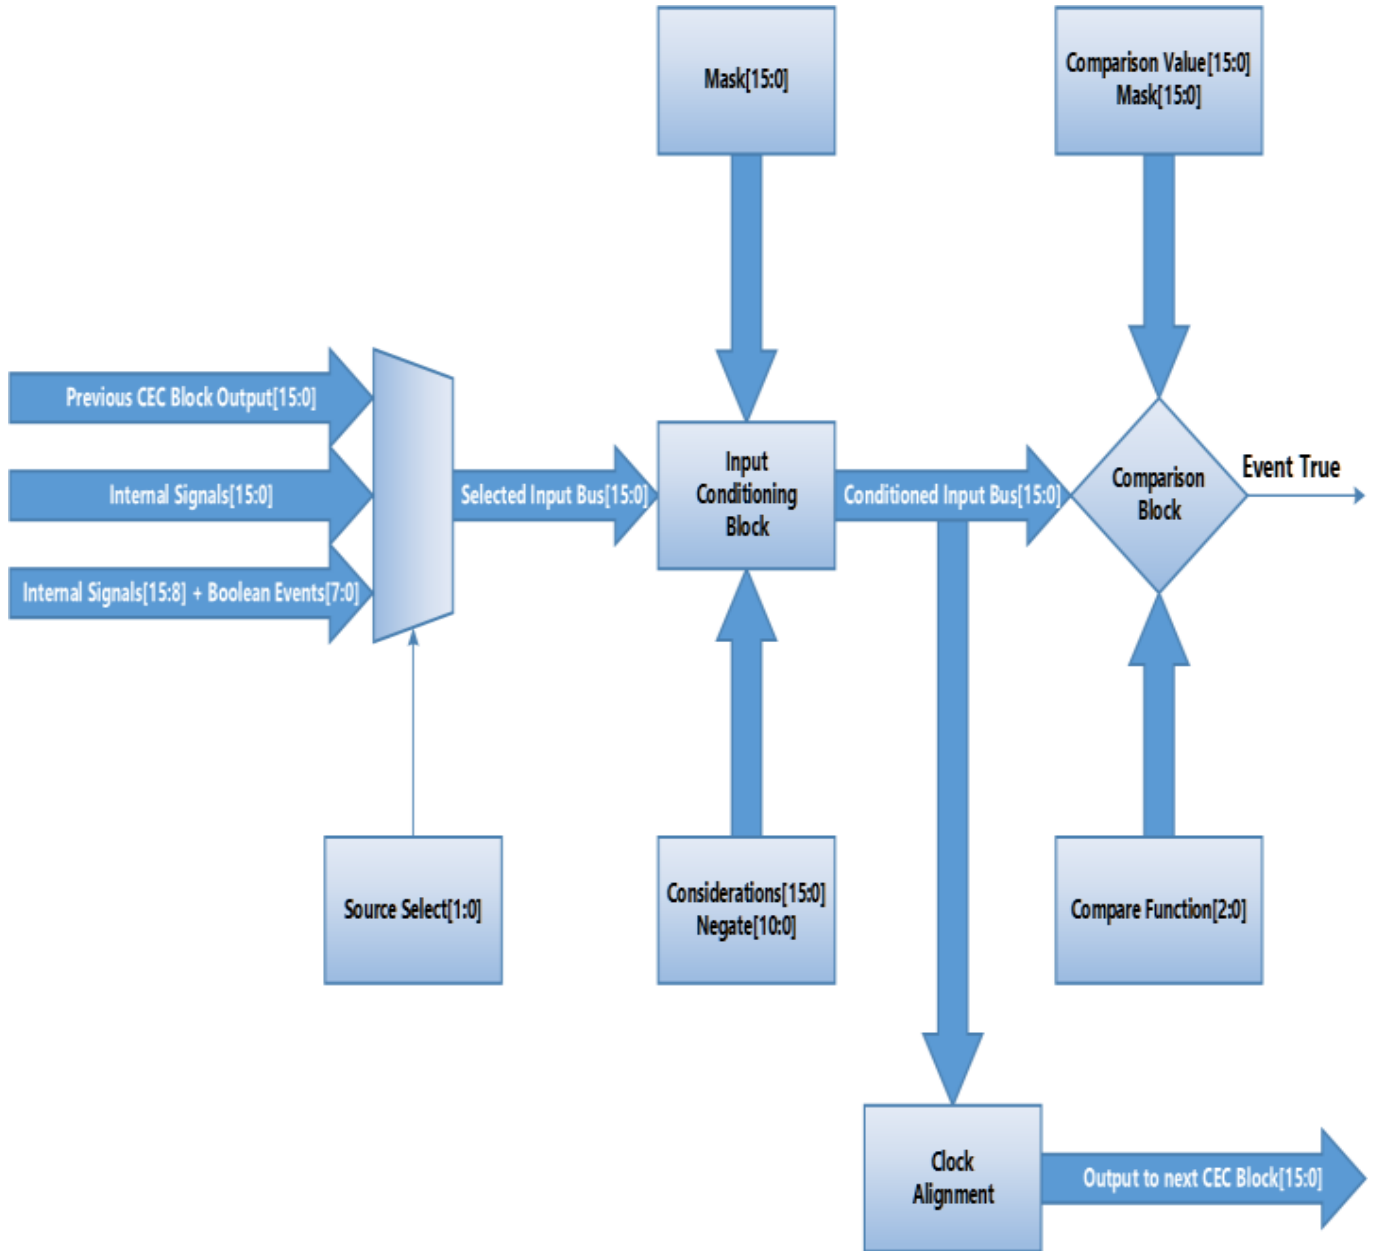 Mask[15:0]
Comparison Value[15:0]
Mask[15:0]
Previous CEC Block Output[15:0]
Internal Signals[15:0]
Internal Signals[15:8] + Boolean Events[7:0]
Selected Input Bus[15:0]
Input
Conditioning
Block
Conditioned Input Bus[15:0]
Comparison
Block
Event True
Source Select[1:0]
Considerations[15:0]
Negate[10:0]
Compare Function[2:0]
Clock
Alignment
Output to next CEC Block[15:0]